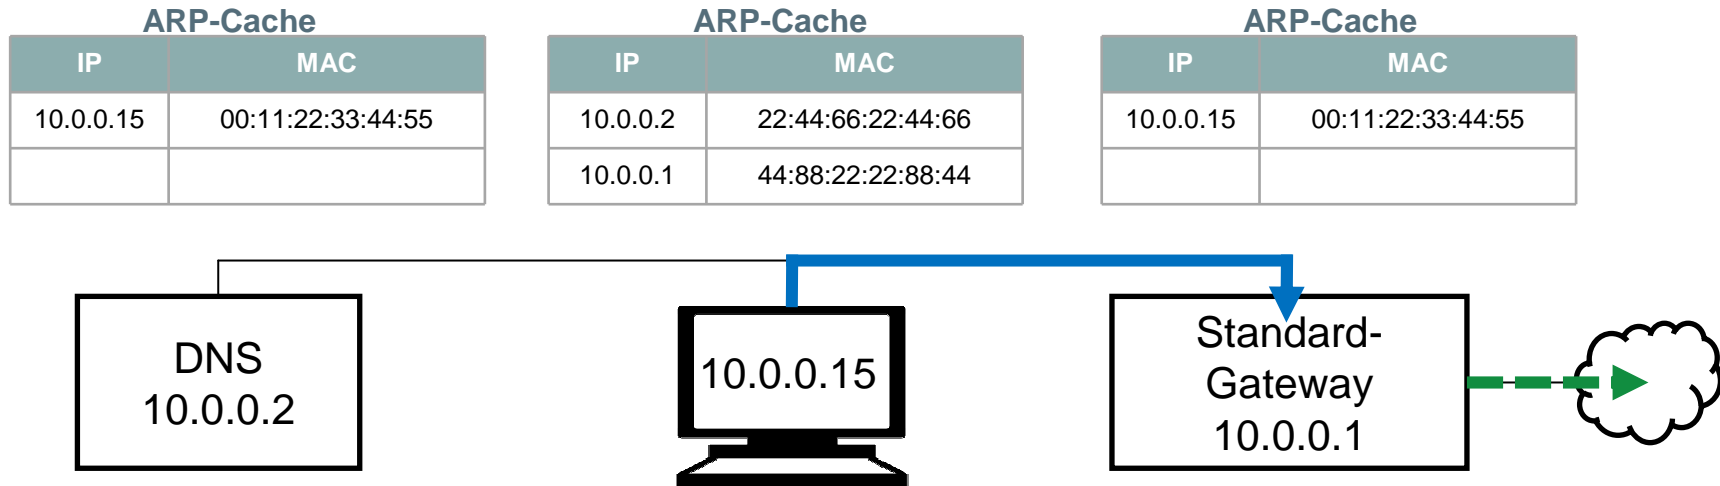 ARP-Cache
IP MAC
10.0.0.15 00:11:22:33:44:55
ARP-Cache
IP MAC
10.0.0.2 22:44:66:22:44:66
10.0.0.1 44:88:22:22:88:44
ARP-Cache
IP MAC
10.0.0.15 00:11:22:33:44:55
DNS
10.0.0.2
10.0.0.15
Standard-
Gateway
10.0.0.1